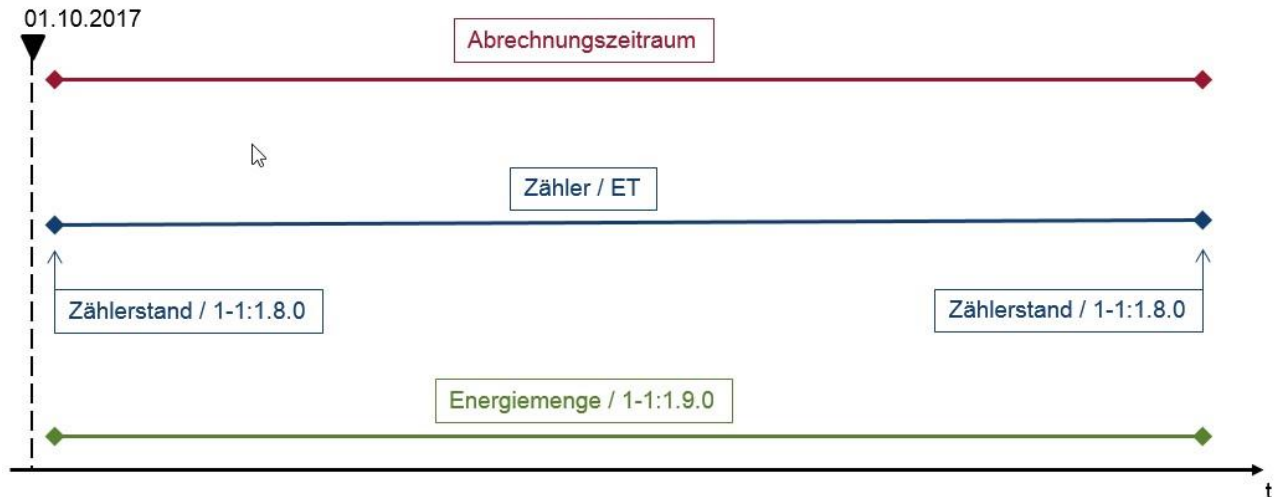 01.10.2017
Abrechnungszeitraum
Zähler / ET
Zählerstand / 1-1:1.8.0
Zählerstand / 1-1:1.8.0
Energiemenge / 1-1:1.9.0
t